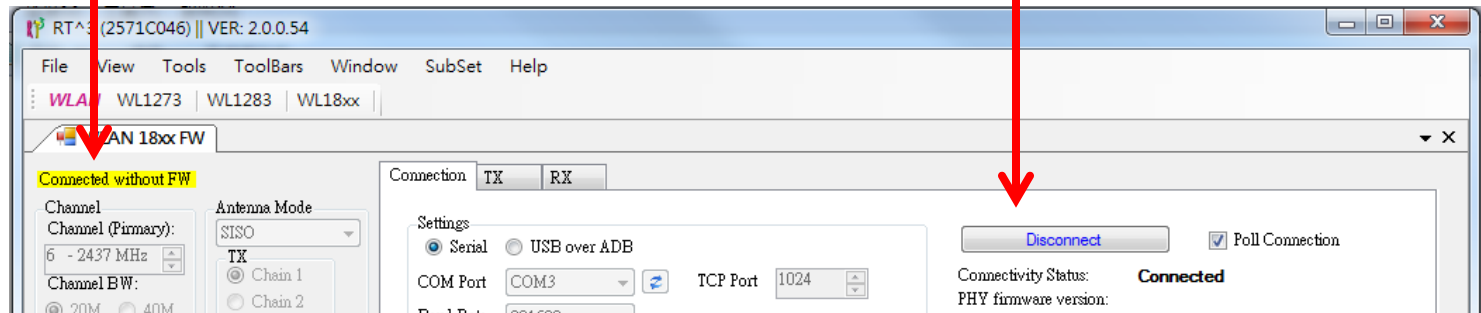 RT^3 (2571C046) || VER: 2.0.0.54
File View Tools ToolBars Window SubSet Help
WLAN WL1273 WL1283 WL18xx
WLAN 18xx FW
Connected without FW
Connection TX RX
Channel
Antenna Mode
Channel (Pirmary):
SISO
6 - 2437 MHz
TX
Chain 1
Channel BW:
Chain 2
20M 40M
Settings
Serial USB over ADB
COM Port COM3 TCP Port 1024
Disconnect Poll Connection
Connectivity Status: Connected
PHY firmware version: